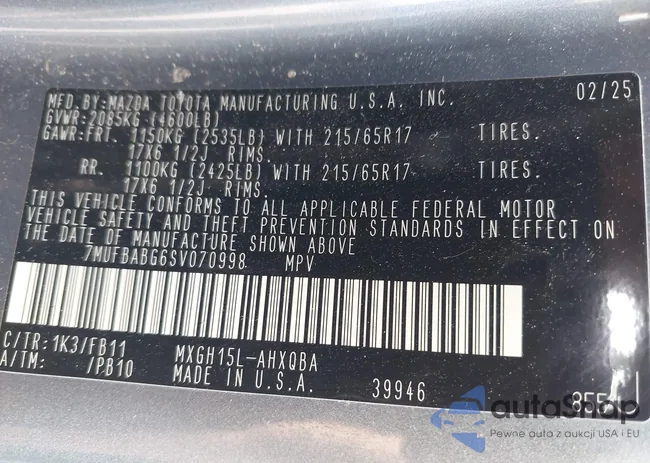 MFD.BY:MAZDA TOYOTA MANUFACTURING U.S.A, INC. 02/25
GVWR:2085KG (4600LB)
GAWR:FRT. 1150KG (2535LB) WITH 215/65R17 TIRES.
17X6 1/2J RIMS.
RR. 1100KG (2425LB) WITH 215/65R17 TIRES.
17X6 1/2J RIMS.
THIS VEHICLE CONFORMS TO ALL APPLICABLE FEDERAL MOTOR
VEHICLE SAFETY AND THEFT PREVENTION STANDARDS IN EFFECT ON
THE DATE OF MANUFACTURE SHOWN ABOVE
7MUFBABG6SV070998 MPV
C/TR:1K3/FB11 MXGH15L-AHXQBA
A/TM: /PB10 MADE IN U.S.A. 39946
autoSnap
Pewne auta z aukcji USA i EU